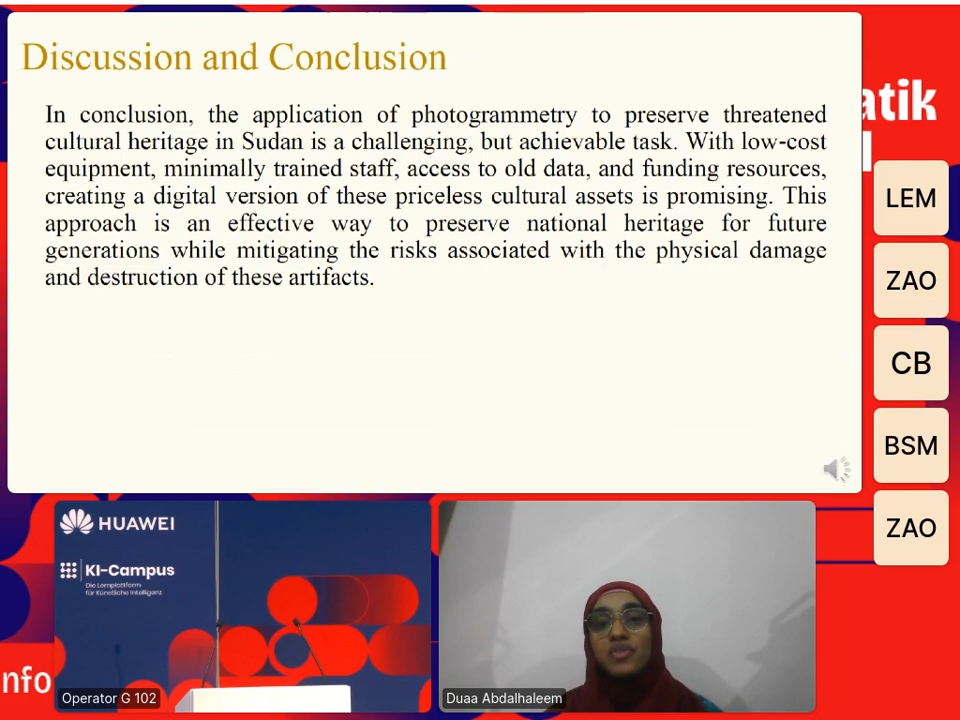 Discussion and Conclusion
In conclusion, the application of photogrammetry to preserve threatened
cultural heritage in Sudan is a challenging, but achievable task. With low-cost
equipment, minimally trained staff, access to old data, and funding resources,
creating a digital version of these priceless cultural assets is promising. This
approach is an effective way to preserve national heritage for future
generations while mitigating the risks associated with the physical damage
and destruction of these artifacts.
atik
LEM
ZAO
CB
BSM
ZAO
HUAWEI
KI-Campus
Die Lernplattform
für Künstliche Intelligenz
nfo
Operator G 102
Duaa Abdalhaleem